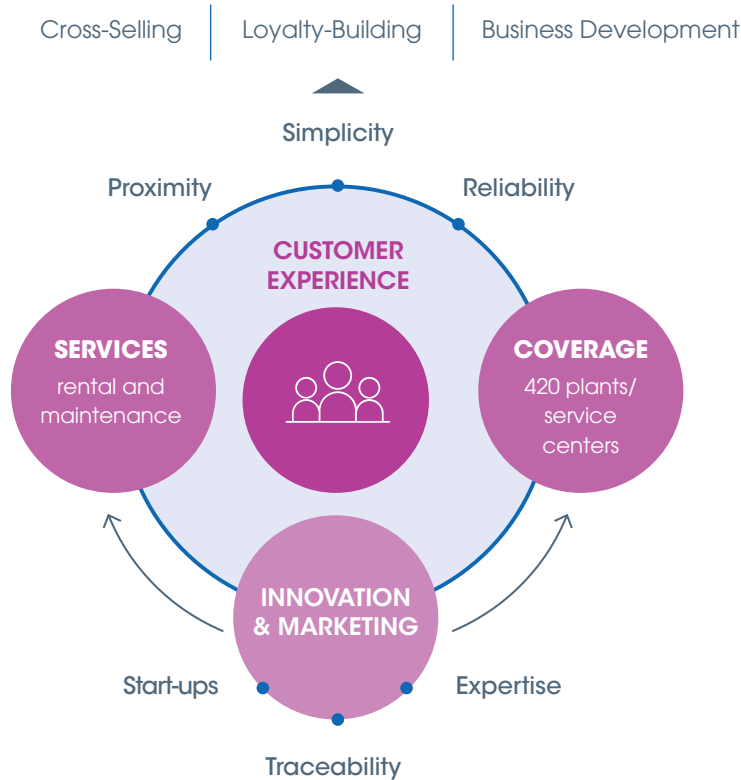 Cross-Selling
Loyalty-Building
Business Development
Simplicity
Proximity
Reliability
CUSTOMER
EXPERIENCE
SERVICES
rental and
maintenance
COVERAGE
420 plants/
service
centers
INNOVATION
& MARKETING
Start-ups
Expertise
Traceability